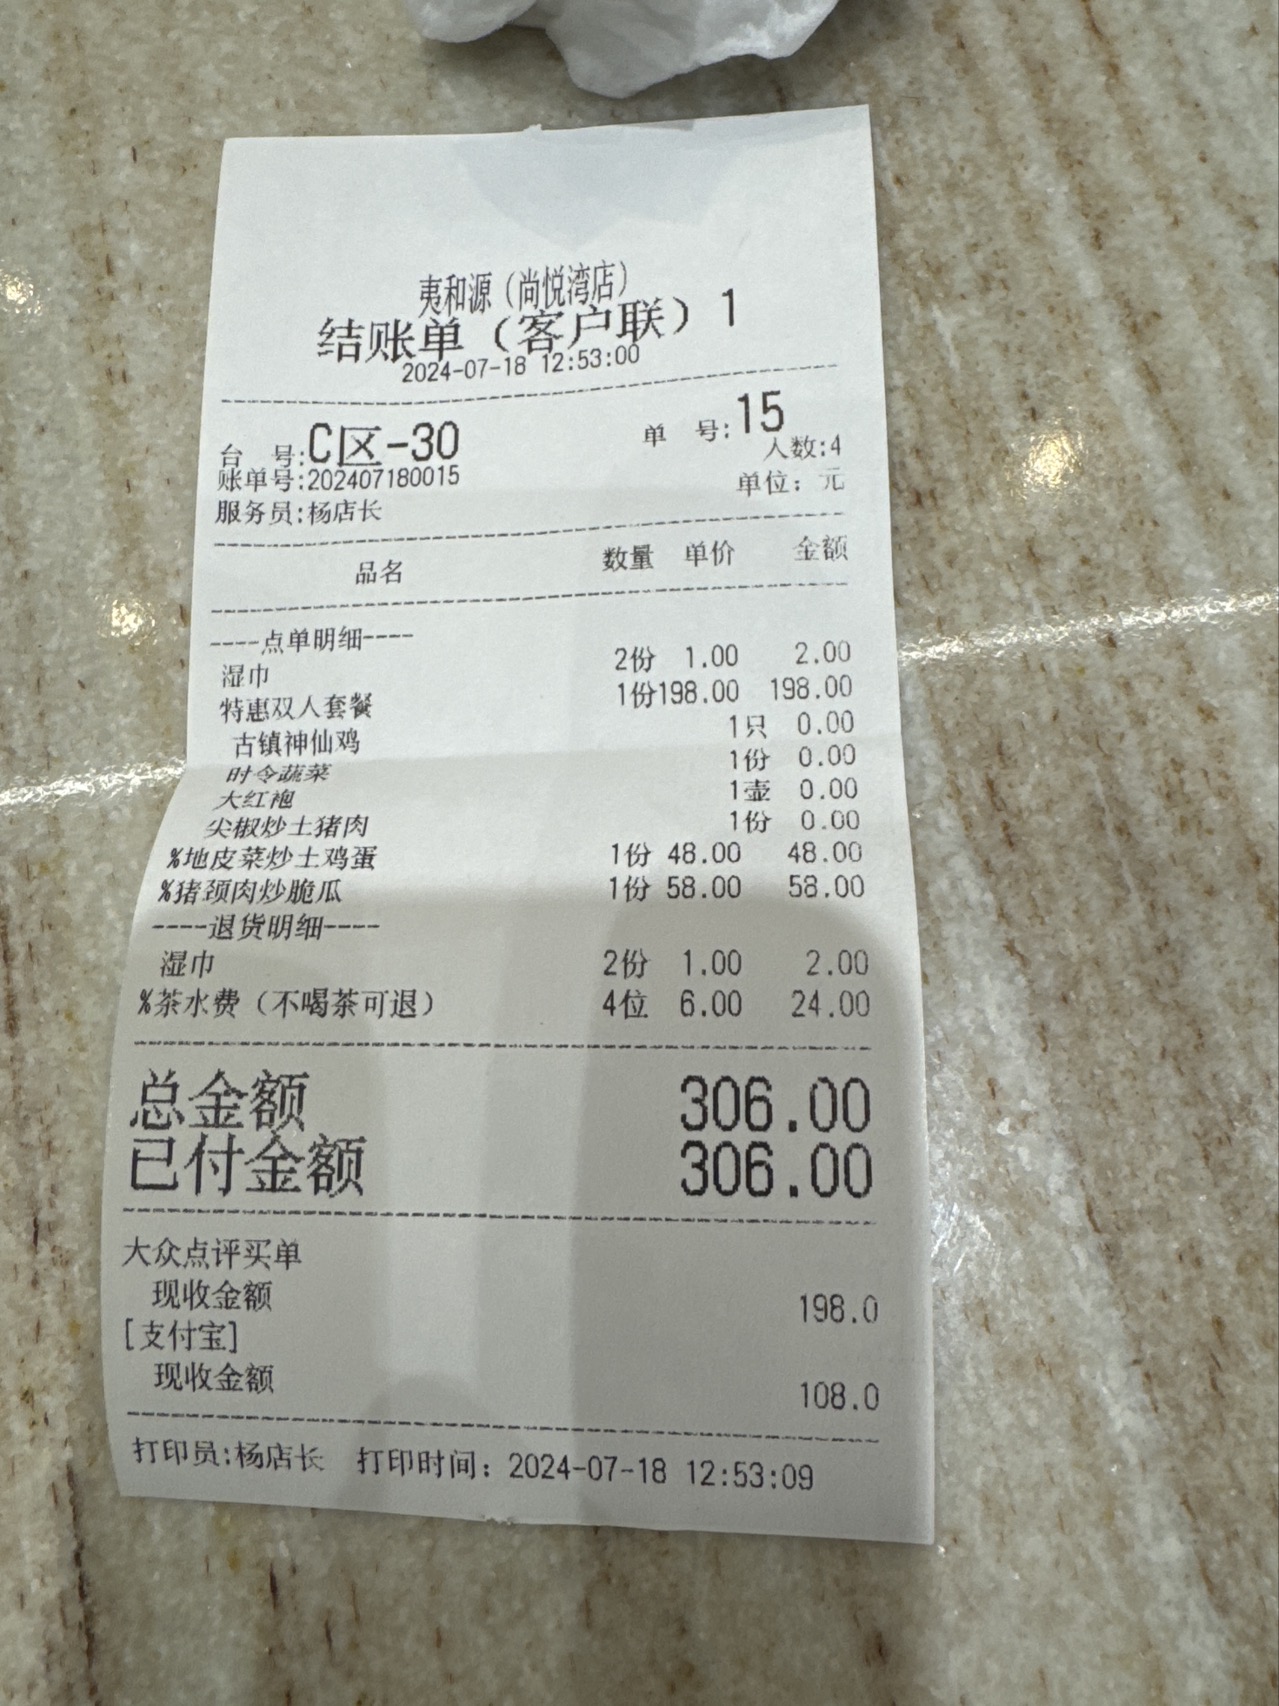 夷和源（尚悦湾店）
结账单（客户联）1
2024-07-18 12:53:00
台 号:C区-30 单 号:15
人数:4
账单号:202407180015
单位：元
服务员:杨店长
品名 数量 单价 金额
----点单明细----
湿巾 2份 1.00 2.00
特惠双人套餐 1份198.00 198.00
古镇神仙鸡 1只 0.00
时令蔬菜 1份 0.00
大红袍 1壶 0.00
尖椒炒土猪肉 1份 0.00
%地皮菜炒土鸡蛋 1份 48.00 48.00
%猪颈肉炒脆瓜 1份 58.00 58.00
----退货明细----
湿巾 2份 1.00 2.00
%茶水费（不喝茶可退） 4位 6.00 24.00
总金额 306.00
已付金额 306.00
大众点评买单
现收金额 198.0
[支付宝]
现收金额 108.0
打印员:杨店长 打印时间：2024-07-18 12:53:09